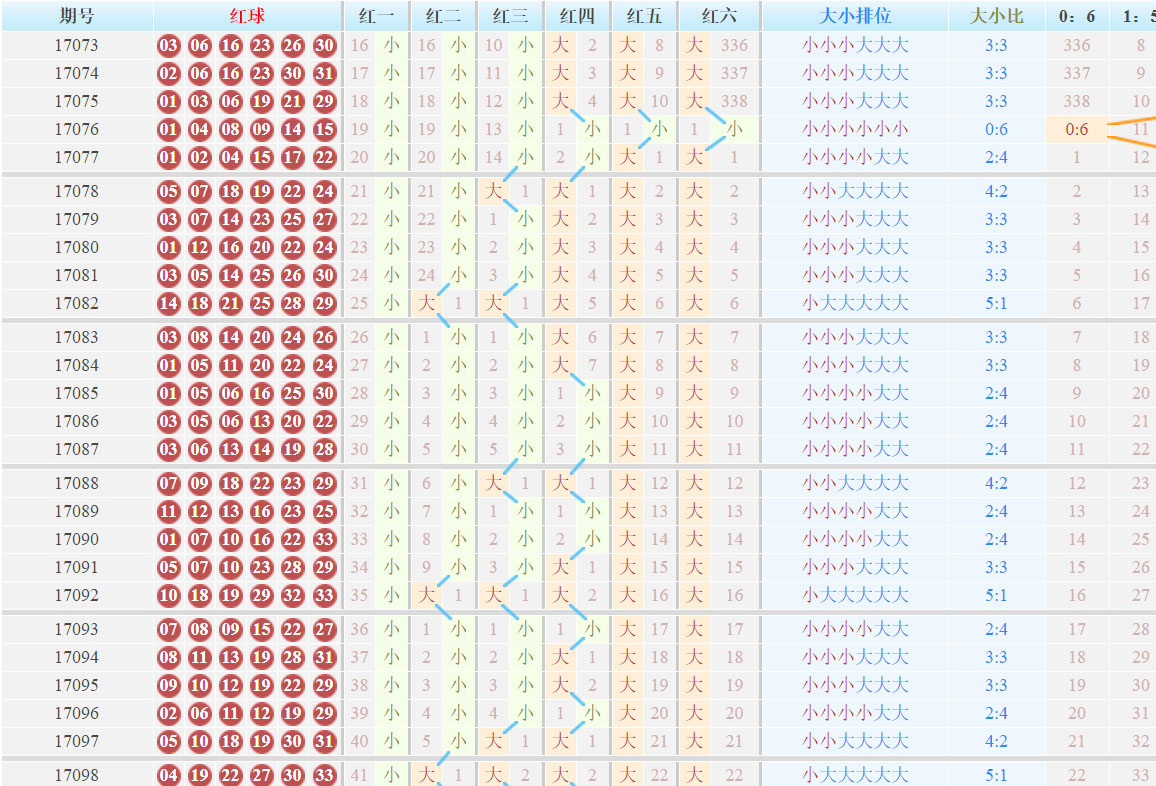 期号 红球 红一 红二 红三 红四 红五 红六 大小排位 大小比 0：6 1：5
17073 03 06 16 23 26 30 16 小 16 小 10 小 大 2 大 8 大 336 小小小大大大 3:3 336 8
17074 02 06 16 23 30 31 17 小 17 小 11 小 大 3 大 9 大 337 小小小大大大 3:3 337 9
17075 01 03 06 19 21 29 18 小 18 小 12 小 大 4 大 10 大 338 小小小大大大 3:3 338 10
17076 01 04 08 09 14 15 19 小 19 小 13 小 1 小 1 小 1 小 小小小小小小 0:6 0:6 11
17077 01 02 04 15 17 22 20 小 20 小 14 小 2 小 大 1 大 1 小小小小大大 2:4 1 12
17078 05 07 18 19 22 24 21 小 21 小 大 1 大 1 大 2 大 2 小小大大大大 4:2 2 13
17079 03 07 14 23 25 27 22 小 22 小 1 小 大 2 大 3 大 3 小小小大大大 3:3 3 14
17080 01 12 16 20 22 24 23 小 23 小 2 小 大 3 大 4 大 4 小小小大大大 3:3 4 15
17081 03 05 14 25 26 30 24 小 24 小 3 小 大 4 大 5 大 5 小小小大大大 3:3 5 16
17082 14 18 21 25 28 29 25 小 大 1 大 1 大 5 大 6 大 6 小大大大大大 5:1 6 17
17083 03 08 14 20 24 26 26 小 1 小 1 小 大 6 大 7 大 7 小小小大大大 3:3 7 18
17084 01 05 11 20 22 24 27 小 2 小 2 小 大 7 大 8 大 8 小小小大大大 3:3 8 19
17085 01 05 06 16 25 30 28 小 3 小 3 小 1 小 大 9 大 9 小小小小大大 2:4 9 20
17086 03 05 06 13 20 22 29 小 4 小 4 小 2 小 大 10 大 10 小小小小大大 2:4 10 21
17087 03 06 13 14 19 28 30 小 5 小 5 小 3 小 大 11 大 11 小小小小大大 2:4 11 22
17088 07 09 18 22 23 29 31 小 6 小 大 1 大 1 大 12 大 12 小小大大大大 4:2 12 23
17089 11 12 13 16 23 25 32 小 7 小 1 小 1 小 大 13 大 13 小小小小大大 2:4 13 24
17090 01 07 10 16 22 33 33 小 8 小 2 小 2 小 大 14 大 14 小小小小大大 2:4 14 25
17091 05 07 10 23 28 29 34 小 9 小 3 小 大 1 大 15 大 15 小小小大大大 3:3 15 26
17092 10 18 19 29 32 33 35 小 大 1 大 1 大 2 大 16 大 16 小大大大大大 5:1 16 27
17093 07 08 09 15 22 27 36 小 1 小 1 小 1 小 大 17 大 17 小小小小大大 2:4 17 28
17094 08 11 13 19 28 31 37 小 2 小 2 小 大 1 大 18 大 18 小小小大大大 3:3 18 29
17095 09 10 12 19 22 29 38 小 3 小 3 小 大 2 大 19 大 19 小小小大大大 3:3 19 30
17096 02 06 11 12 19 29 39 小 4 小 4 小 1 小 大 20 大 20 小小小小大大 2:4 20 31
17097 05 10 18 19 30 31 40 小 5 小 大 1 大 1 大 21 大 21 小小大大大大 4:2 21 32
17098 04 19 22 27 30 33 41 小 大 1 大 2 大 2 大 22 大 22 小大大大大大 5:1 22 33